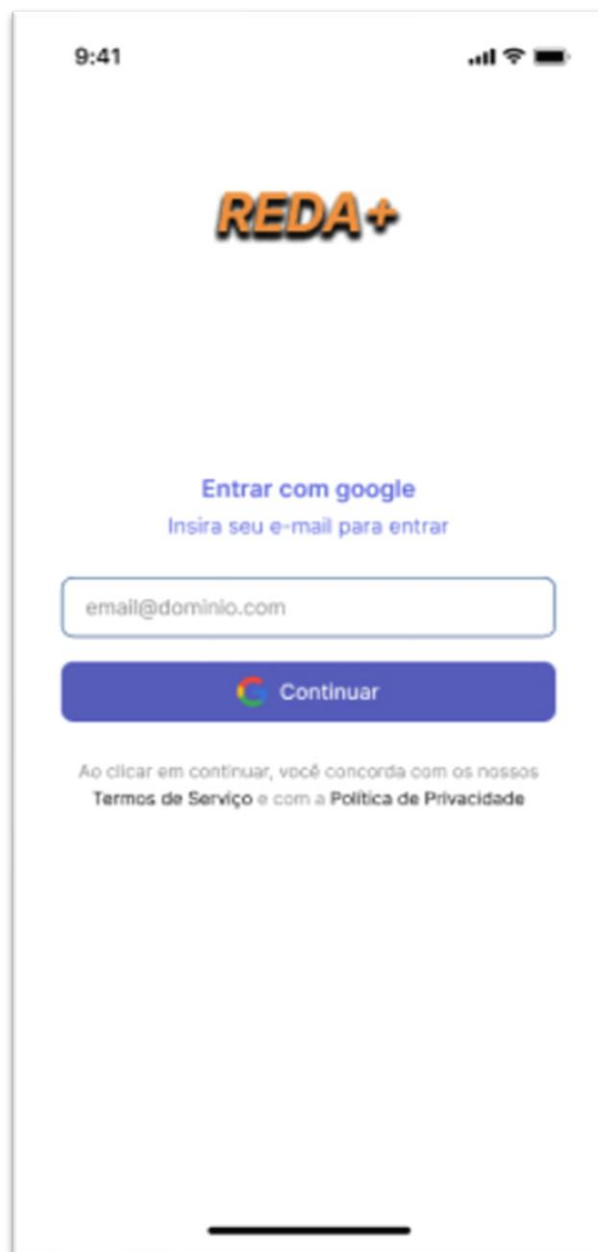 9:41
REDA+
Entrar com google
Insira seu e-mail para entrar
email@dominio.com
Continuar
Ao clicar em continuar, você concorda com os nossos
Termos de Serviço e com a Política de Privacidade